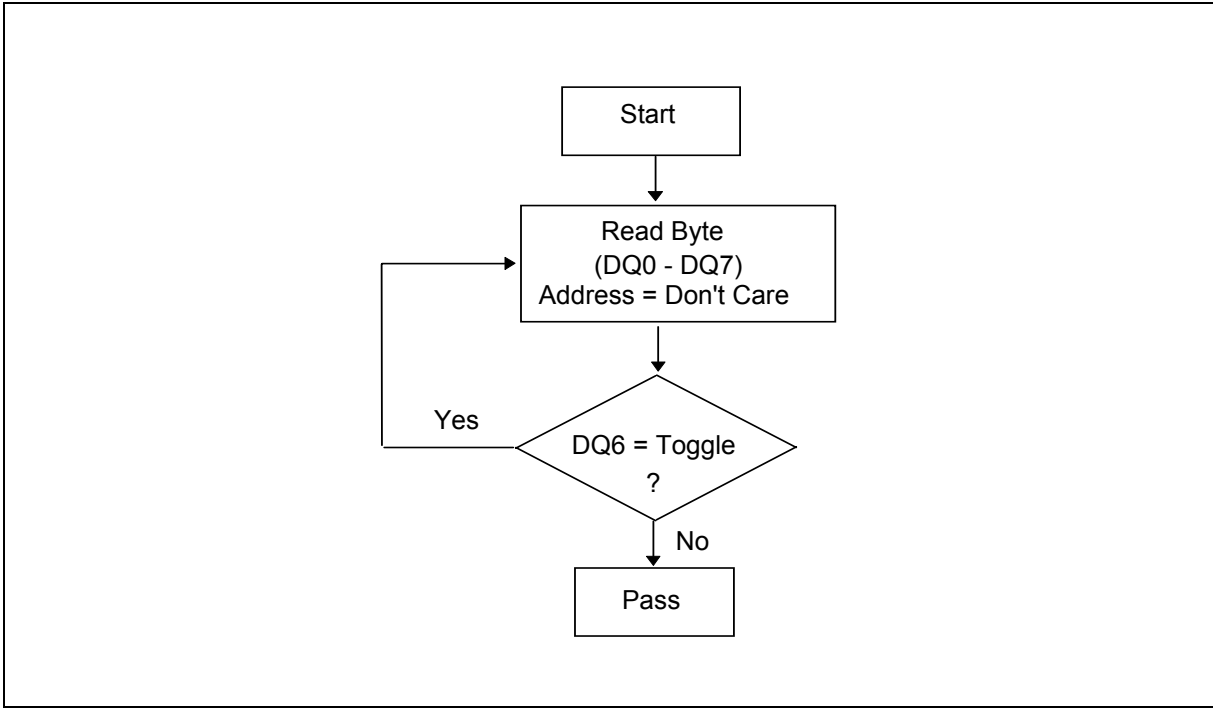 Start
Read Byte
(DQ0 - DQ7)
Address = Don't Care
Yes
DQ6 = Toggle
?
No
Pass